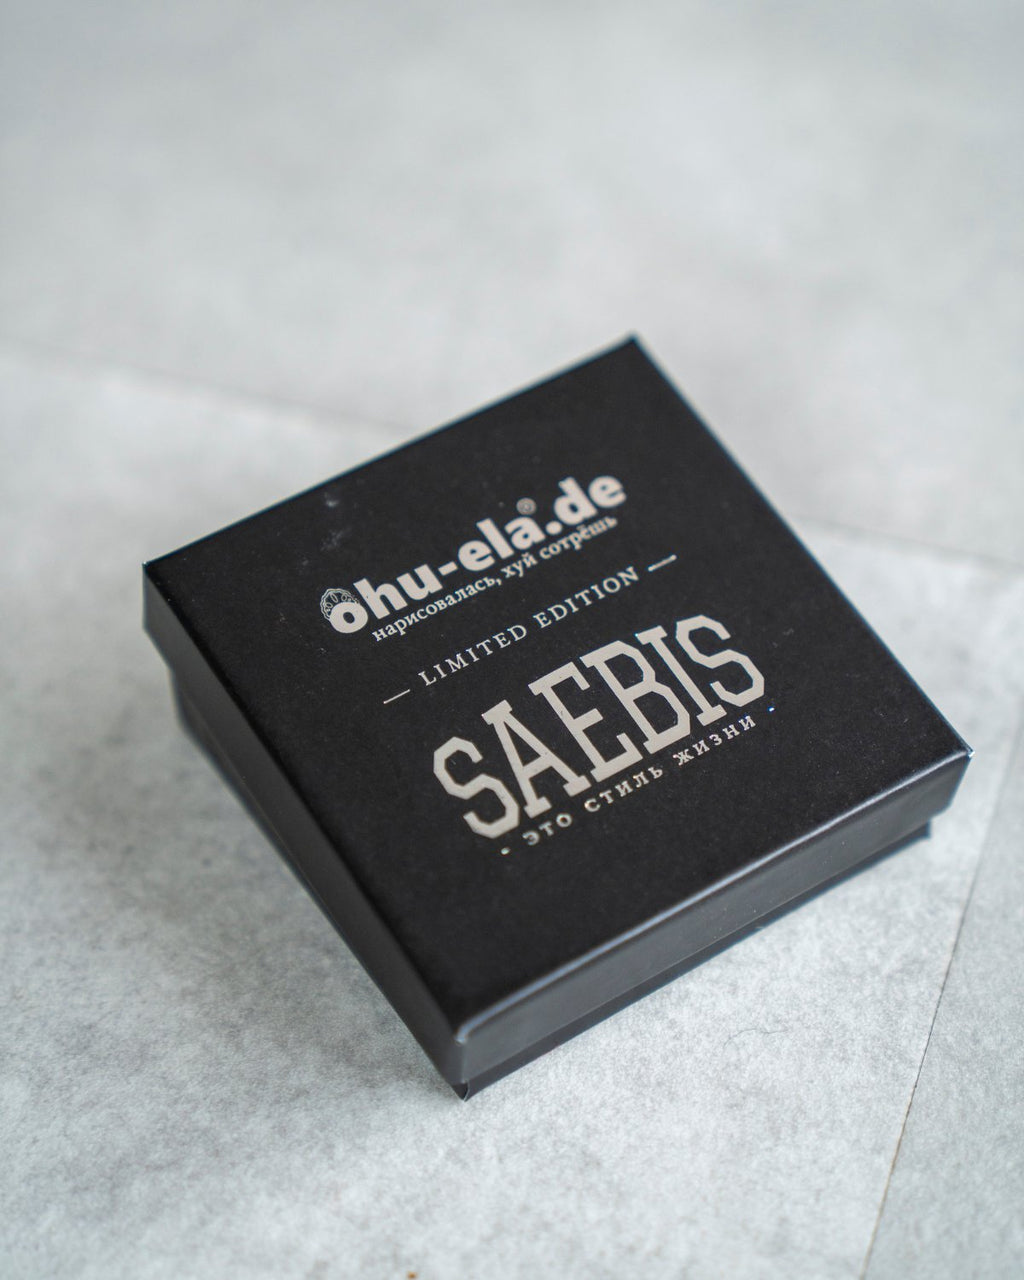 ohu-ela.de®
нарисовалась, хуй сотрёшь
— LIMITED EDITION —
SAEBIS
• ЭТО СТИЛЬ ЖИЗНИ •